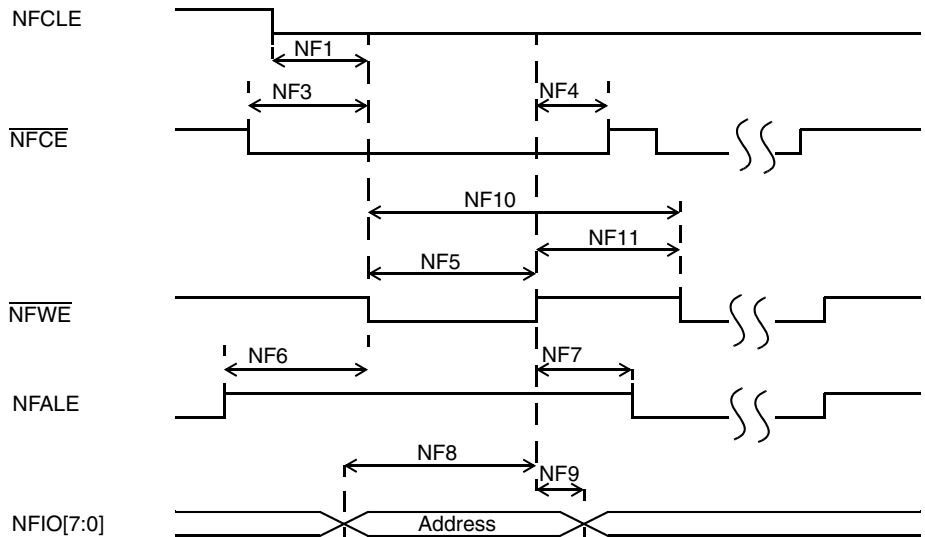 NFCLE
NF1
NF3
NF4
NFCE
NF10
NF11
NF5
NFWE
NF6
NF7
NFALE
NF8
NF9
NFIO[7:0]
Address